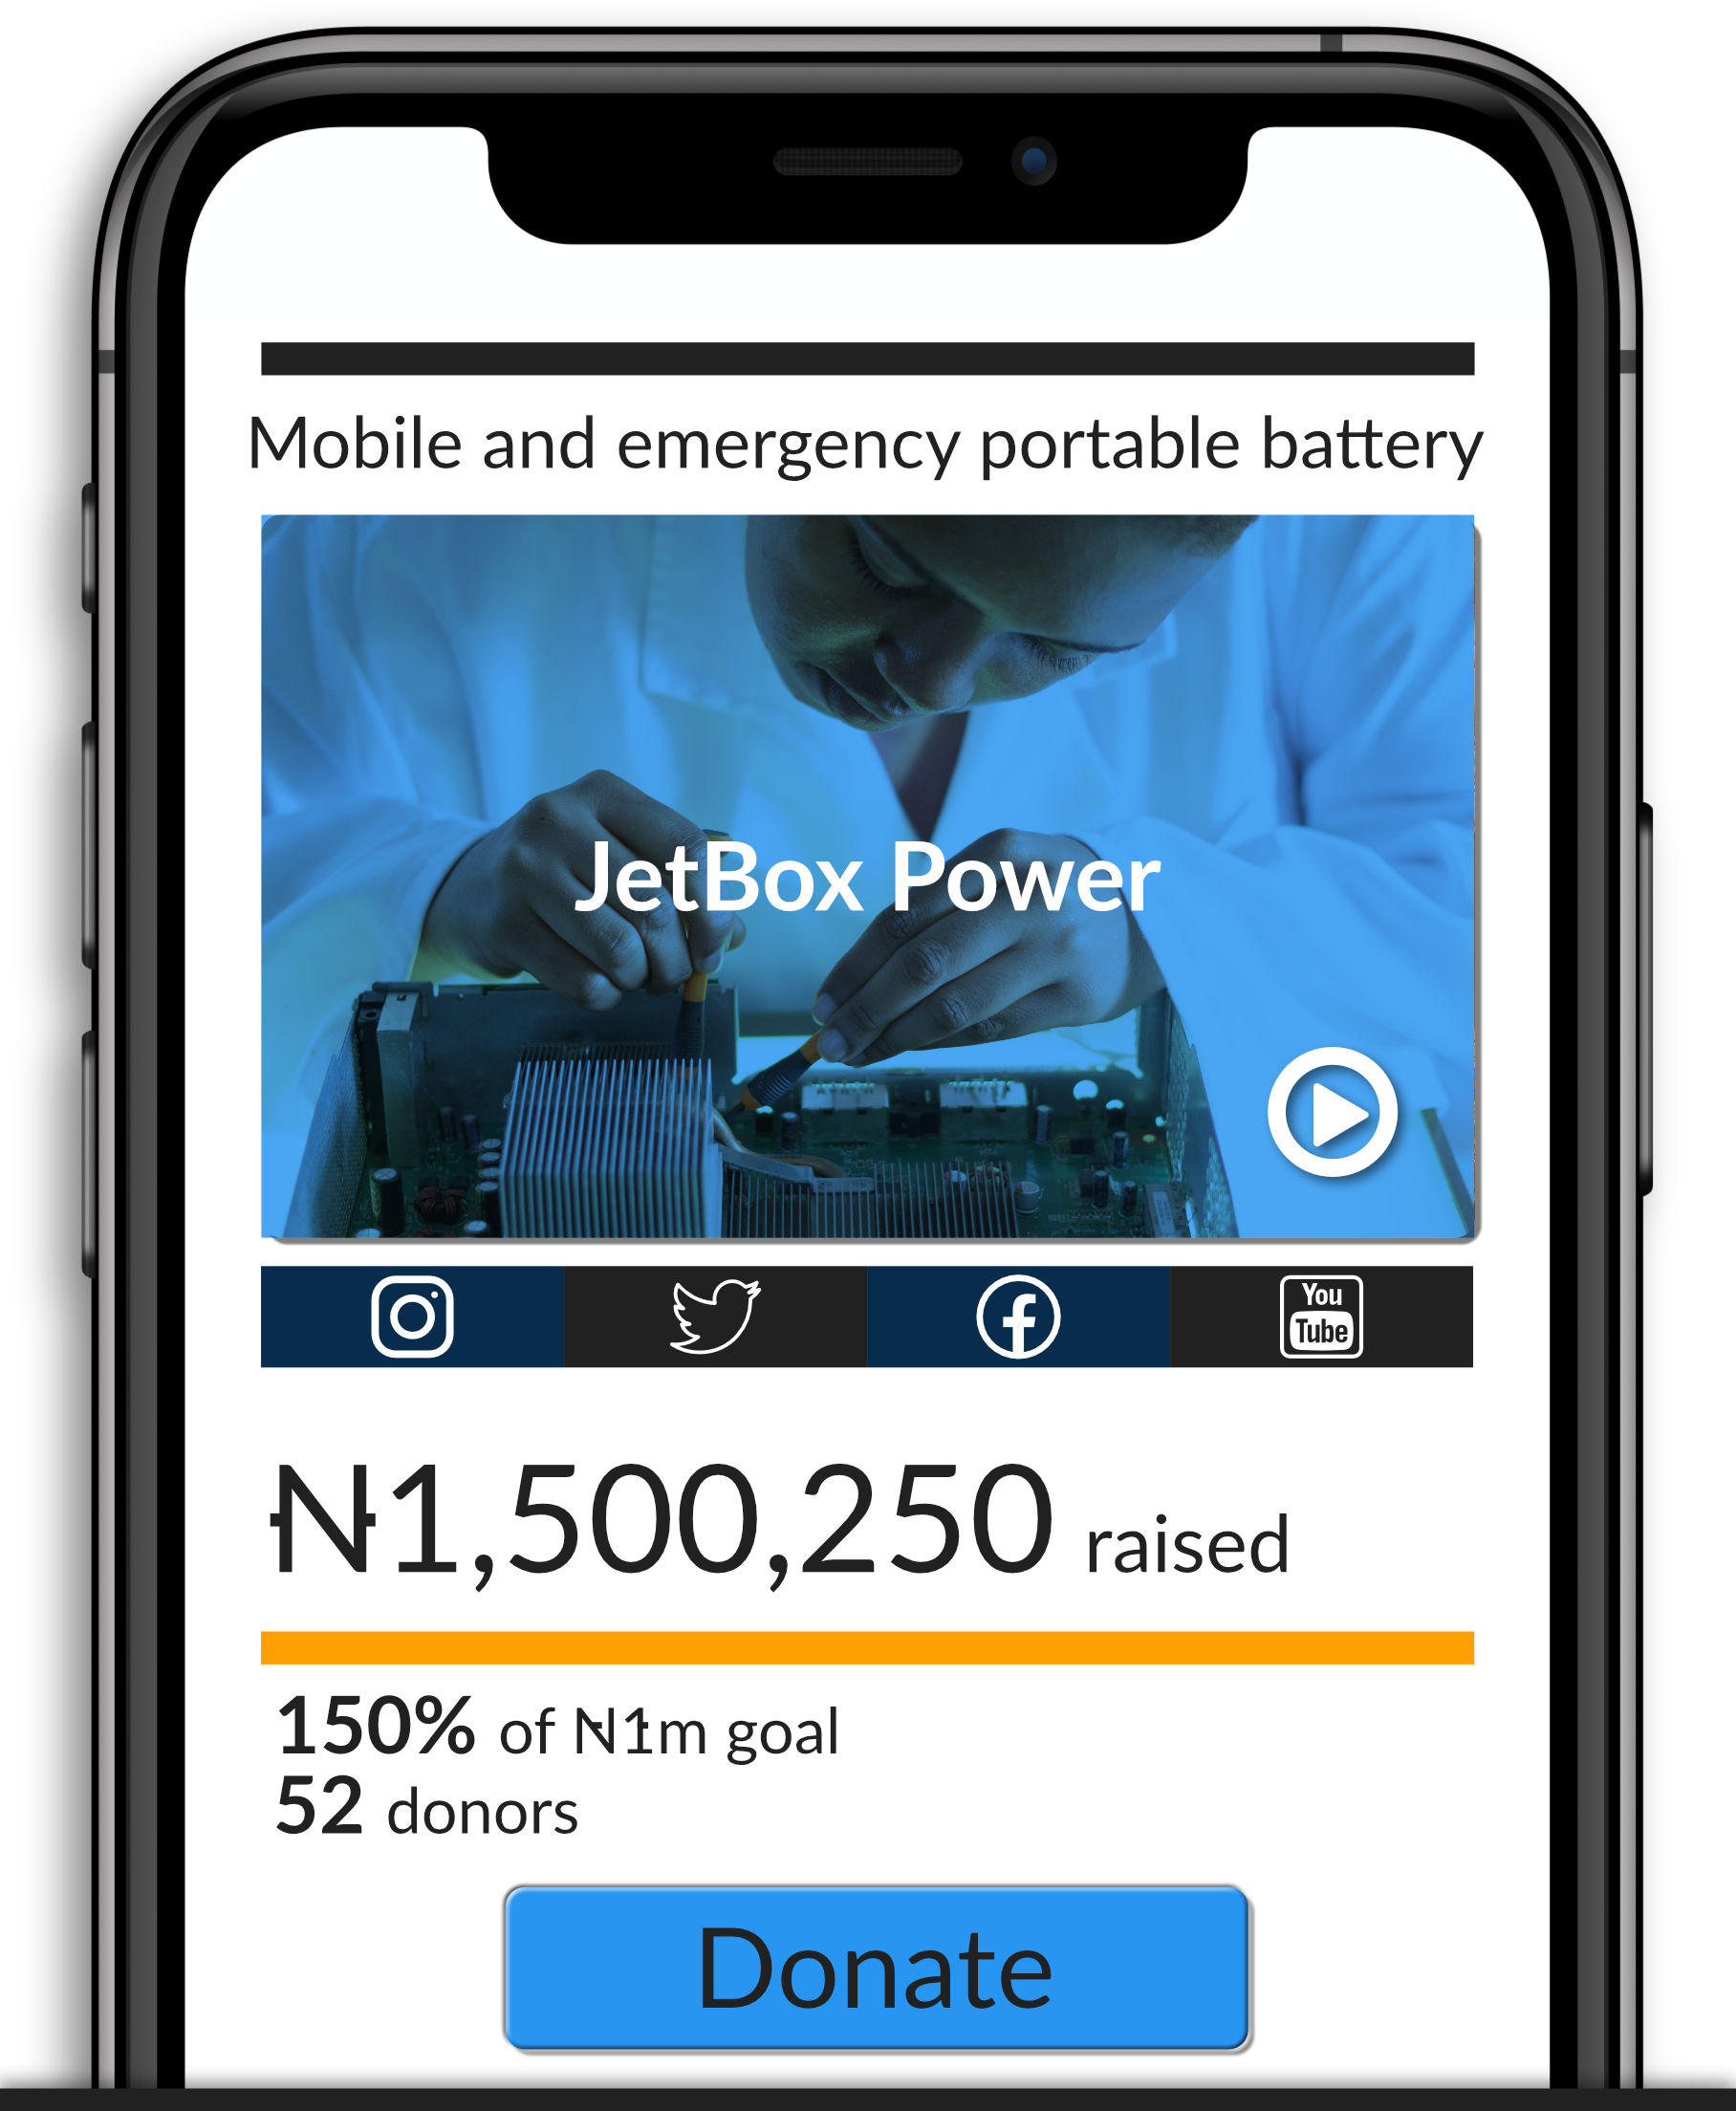 Mobile and emergency portable battery
JetBox Power
You
Tube
₦1,500,250 raised
150% of ₦1m goal
52 donors
Donate